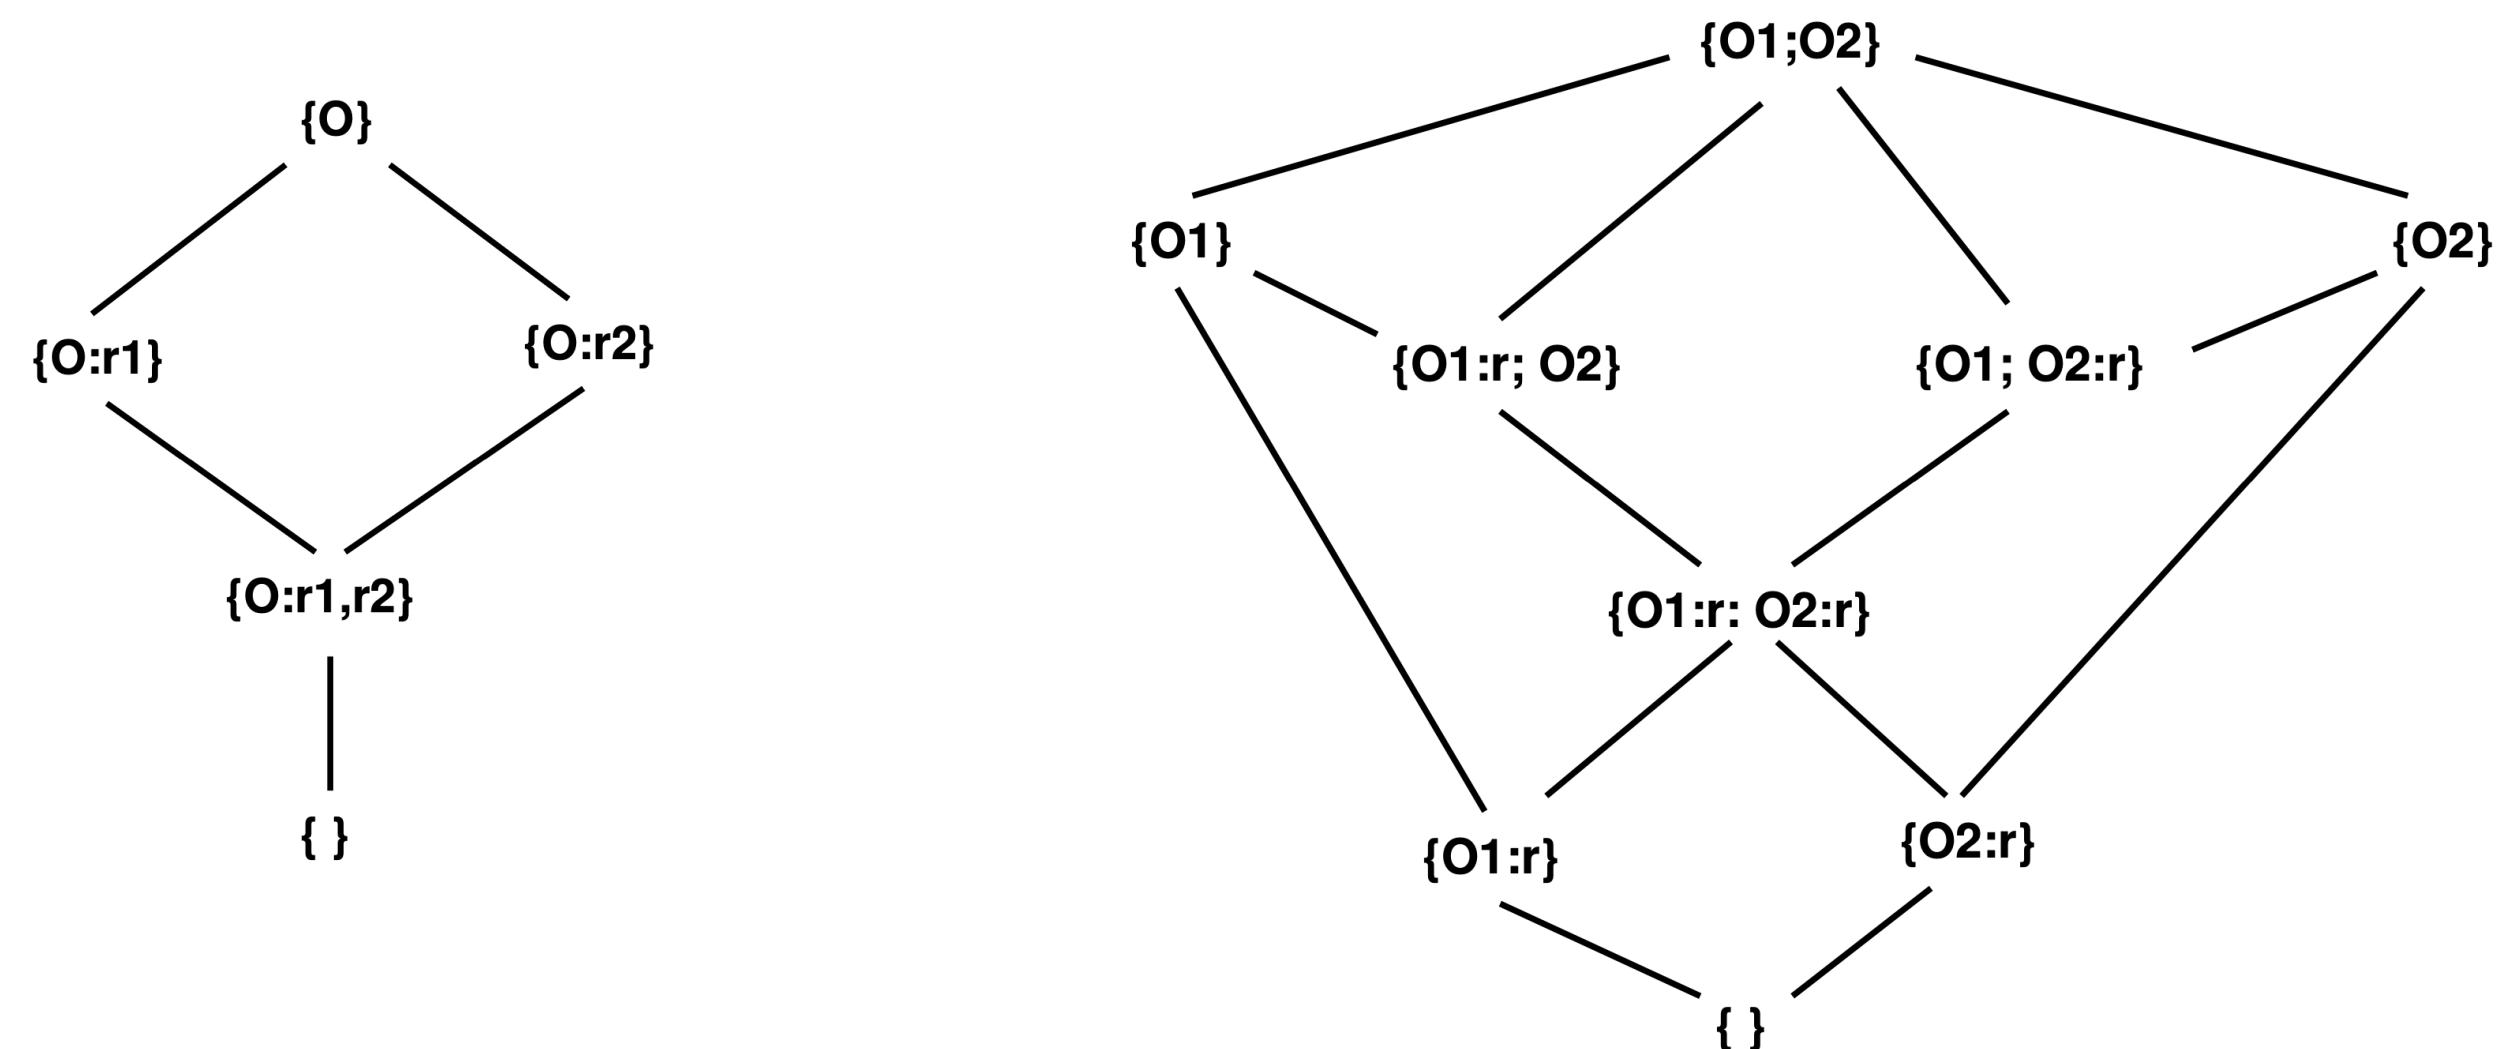 {O}
{O:r1}
{O:r2}
{O:r1,r2}
{ }
{O1;O2}
{O1}
{O2}
{O1:r; O2}
{O1; O2:r}
{O1:r: O2:r}
{O1:r}
{O2:r}
{ }